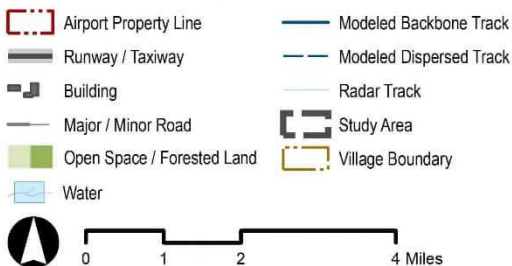 Airport Property Line
Runway / Taxiway
Building
Major / Minor Road
Open Space / Forested Land
Water
Modeled Backbone Track
Modeled Dispersed Track
Radar Track
Study Area
Village Boundary
0 1 2 4 Miles